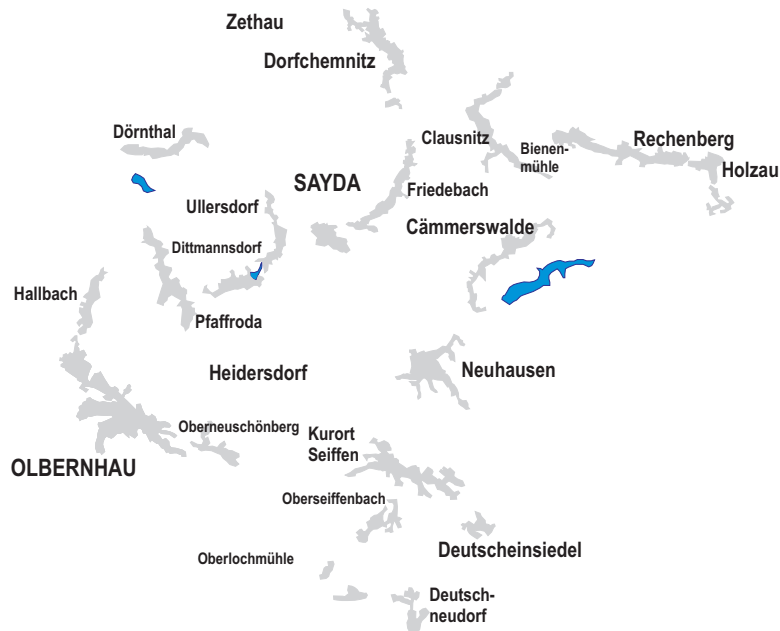 Zethau
Dorfchemnitz
Dörnthal
Clausnitz
Bienen-
mühle
Rechenberg
Holzau
SAYDA
Friedebach
Ullersdorf
Cämmerswalde
Dittmannsdorf
Hallbach
Pfaffroda
Heidersdorf
Neuhausen
Oberneuschönberg
Kurort
Seiffen
OLBERNHAU
Oberseiffenbach
Deutscheinsiedel
Oberlochmühle
Deutsch-
neudorf